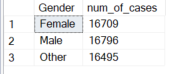 Gender num_of_cases
1 Female 16709
2 Male 16796
3 Other 16495